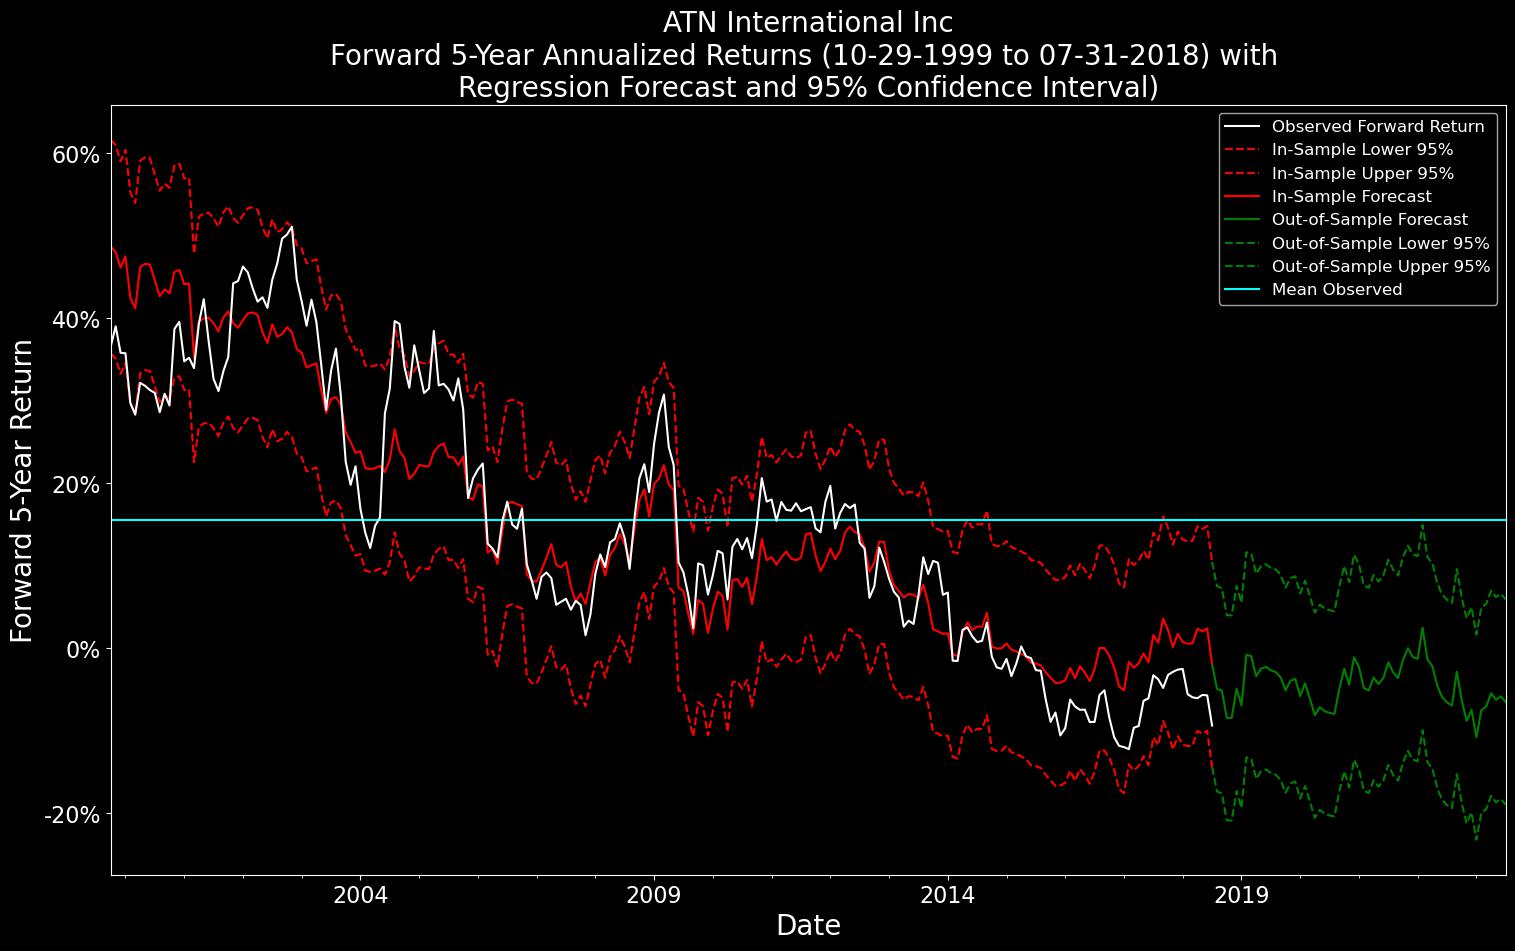 ATN International Inc
Forward 5-Year Annualized Returns (10-29-1999 to 07-31-2018) with
Regression Forecast and 95% Confidence Interval)
Observed Forward Return
In-Sample Lower 95%
In-Sample Upper 95%
In-Sample Forecast
Out-of-Sample Forecast
Out-of-Sample Lower 95%
Out-of-Sample Upper 95%
Mean Observed
Forward 5-Year Return
60%
40%
20%
0%
-20%
2004
2009
2014
2019
Date